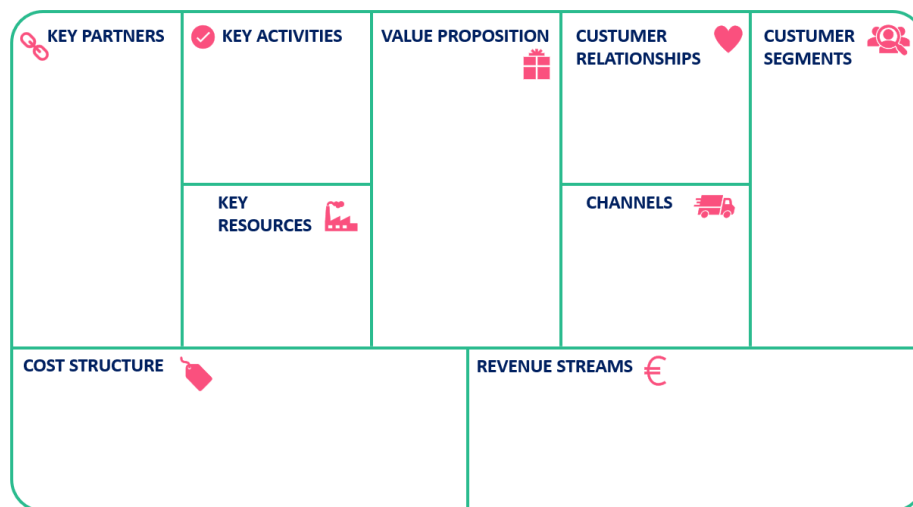 KEY PARTNERS
KEY ACTIVITIES
KEY
RESOURCES
VALUE PROPOSITION
CUSTUMER
RELATIONSHIPS
CHANNELS
CUSTUMER
SEGMENTS
COST STRUCTURE
REVENUE STREAMS €